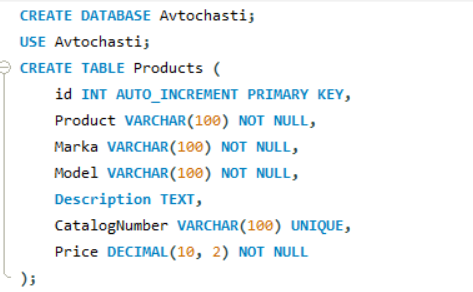 CREATE DATABASE Avtochasti;
USE Avtochasti;
CREATE TABLE Products (
id INT AUTO_INCREMENT PRIMARY KEY,
Product VARCHAR(100) NOT NULL,
Marka VARCHAR(100) NOT NULL,
Model VARCHAR(100) NOT NULL,
Description TEXT,
CatalogNumber VARCHAR(100) UNIQUE,
Price DECIMAL(10, 2) NOT NULL
);